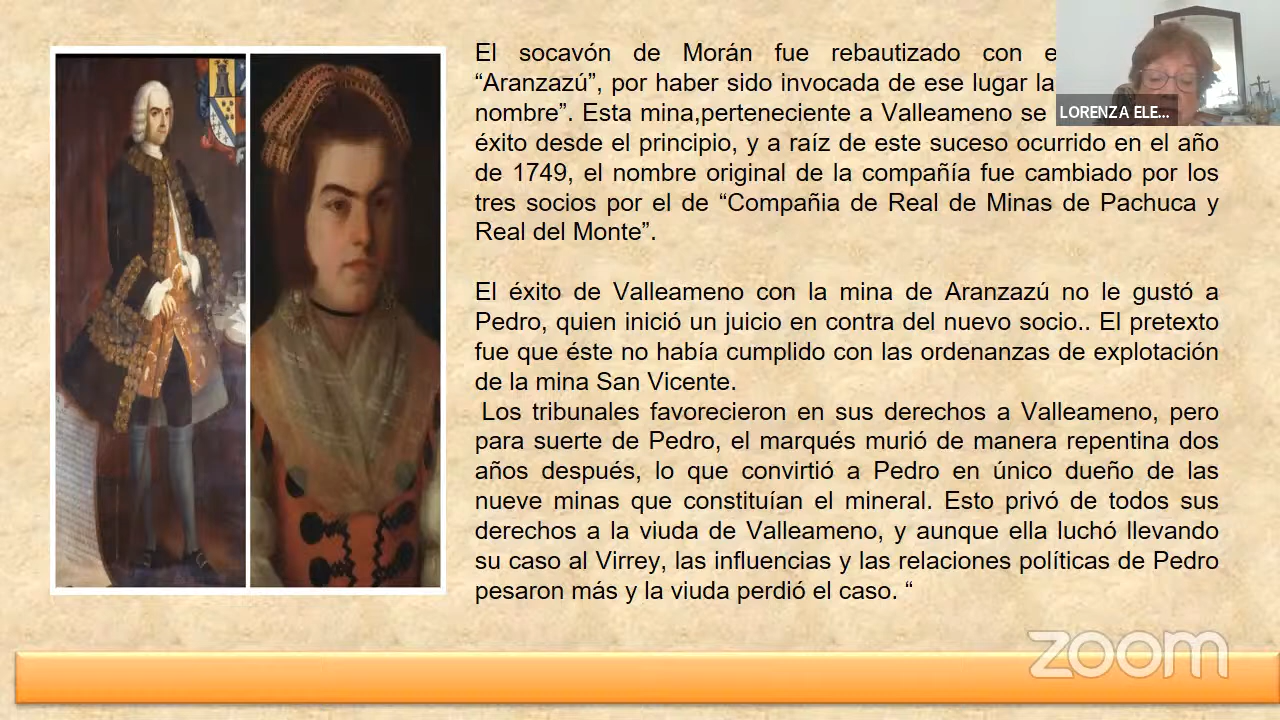 El socavón de Morán fue rebautizado con e
“Aranzazú”, por haber sido invocada de ese lugar la
nombre”. Esta mina,perteneciente a Valleameno se
éxito desde el principio, y a raíz de este suceso ocurrido en el año
de 1749, el nombre original de la compañía fue cambiado por los
tres socios por el de “Compañia de Real de Minas de Pachuca y
Real del Monte”.
El éxito de Valleameno con la mina de Aranzazú no le gustó a
Pedro, quien inició un juicio en contra del nuevo socio.. El pretexto
fue que éste no había cumplido con las ordenanzas de explotación
de la mina San Vicente.
Los tribunales favorecieron en sus derechos a Valleameno, pero
para suerte de Pedro, el marqués murió de manera repentina dos
años después, lo que convirtió a Pedro en único dueño de las
nueve minas que constituían el mineral. Esto privó de todos sus
derechos a la viuda de Valleameno, y aunque ella luchó llevando
su caso al Virrey, las influencias y las relaciones políticas de Pedro
pesaron más y la viuda perdió el caso. “
LORENZA ELE...
zoom